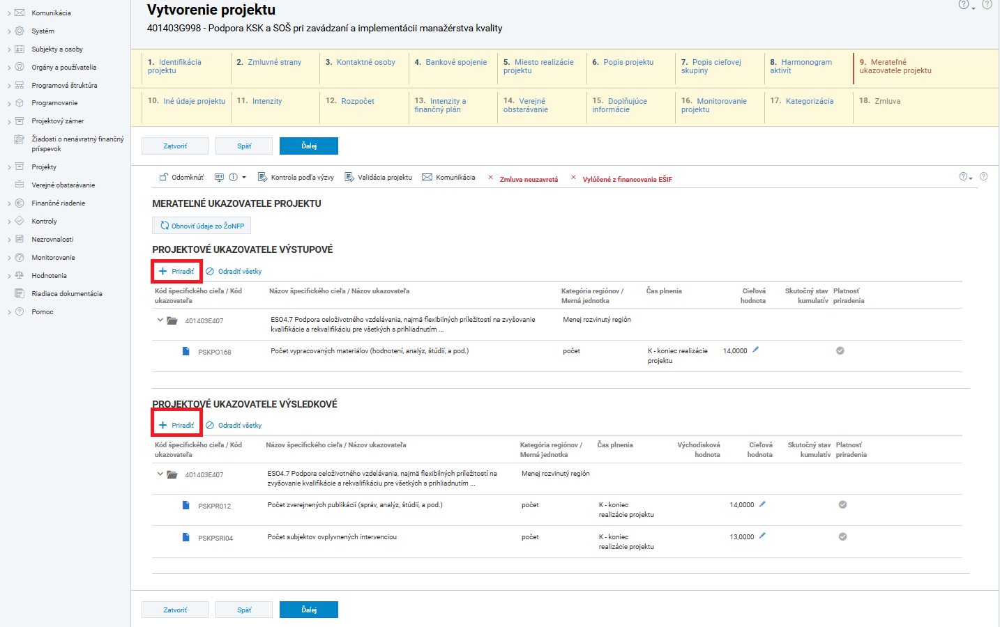 Komunikácia
Systém
Subjekty a osoby
Orgány a používatelia
Programová štruktúra
Programovanie
Projektový zámer
Žiadosti o nenávratný finančný
príspevok
Projekty
Verejné obstarávanie
Finančné riadenie
Kontroly
Nezrovnalosti
Monitorovanie
Hodnotenia
Riadiaca dokumentácia
Pomoc
Vytvorenie projektu
401403G998 - Podpora KSK a SOŠ pri zavádzaní a implementácii manažérstva kvality
1. Identifikácia
projektu
2. Zmluvné strany
3. Kontaktné osoby
4. Bankové spojenie
5. Miesto realizácie
projektu
6. Popis projektu
7. Popis cieľovej
skupiny
8. Harmonogram
aktivít
9. Merateľné
ukazovatele projektu
10. Iné údaje projektu
11. Intenzity
12. Rozpočet
13. Intenzity a
finančný plán
14. Verejné
obstarávanie
15. Doplňujúce
informácie
16. Monitorovanie
projektu
17. Kategorizácia
18. Zmluva
Zatvoriť Späť Ďalej
Odomknúť Kontrola podľa výzvy Validácia projektu Komunikácia × Zmluva neuzavretá × Vylúčené z financovania EŠIF
MERATEĽNÉ UKAZOVATELE PROJEKTU
Obnoviť údaje zo ŽoNFP
PROJEKTOVÉ UKAZOVATELE VÝSTUPOVÉ
+ Priradiť Odradiť všetky
Kód špecifického cieľa / Kód
ukazovateľa
Názov špecifického cieľa / Názov ukazovateľa
Kategória regiónov /
Merná jednotka
Čas plnenia
Cieľová
hodnota
Skutočný stav
kumulatív
Platnosť
priradenia
401403E407
ESO4.7 Podpora celoživotného vzdelávania, najmä flexibilných príležitostí na zvyšovanie
kvalifikácie a rekvalifikáciu pre všetkých s prihliadnutím ...
Menej rozvinutý región
PSKPO168
Počet vypracovaných materiálov (hodnotení, analýz, štúdií, a pod.)
počet
K - koniec realizácie
projektu
14,0000
PROJEKTOVÉ UKAZOVATELE VÝSLEDKOVÉ
+ Priradiť Odradiť všetky
Kód špecifického cieľa / Kód
ukazovateľa
Názov špecifického cieľa / Názov ukazovateľa
Kategória regiónov /
Merná jednotka
Čas plnenia
Východisková
hodnota
Cieľová
hodnota
Skutočný stav
kumulatív
Platnosť
priradenia
401403E407
ESO4.7 Podpora celoživotného vzdelávania, najmä flexibilných príležitostí na
zvyšovanie kvalifikácie a rekvalifikáciu pre všetkých s prihliadnutím ...
Menej rozvinutý región
PSKPR012
Počet zverejnených publikácií (správ, analýz, štúdií, a pod.)
počet
K - koniec
realizácie projektu
14,0000
PSKPSRI04
Počet subjektov ovplyvnených intervenciou
počet
K - koniec
realizácie projektu
13,0000
Zatvoriť Späť Ďalej